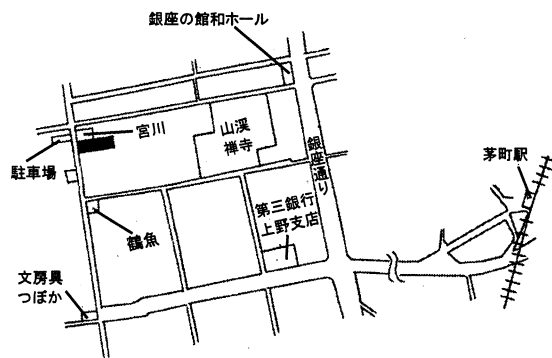 銀座の館和ホール
宮川
山渓
禅寺
駐車場
銀座通り
茅町駅
鶴魚
第三銀行
上野支店
文房具
つぼか